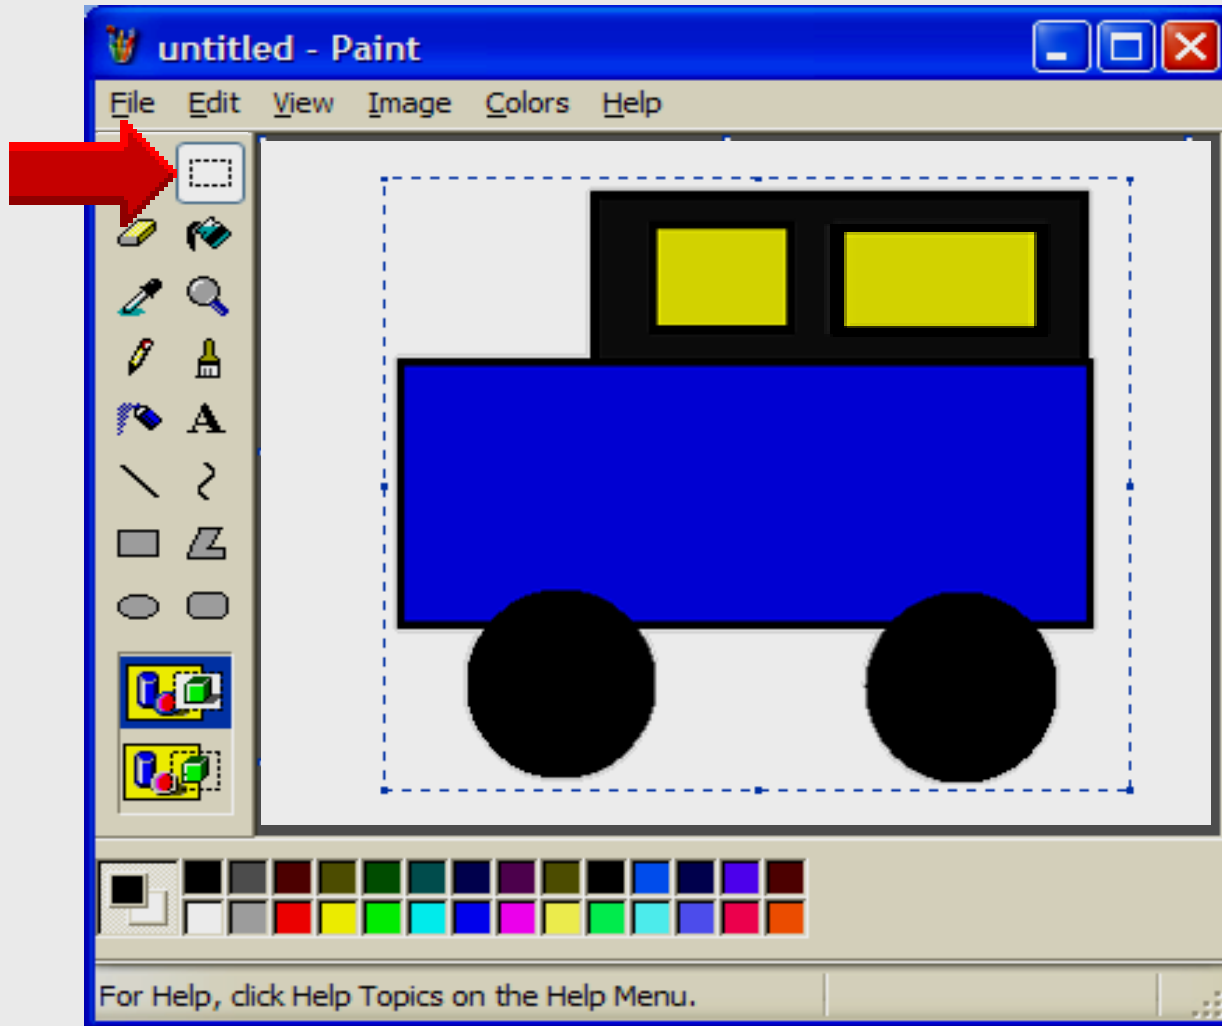 untitled - Paint
File Edit View Image Colors Help
A
For Help, click Help Topics on the Help Menu.